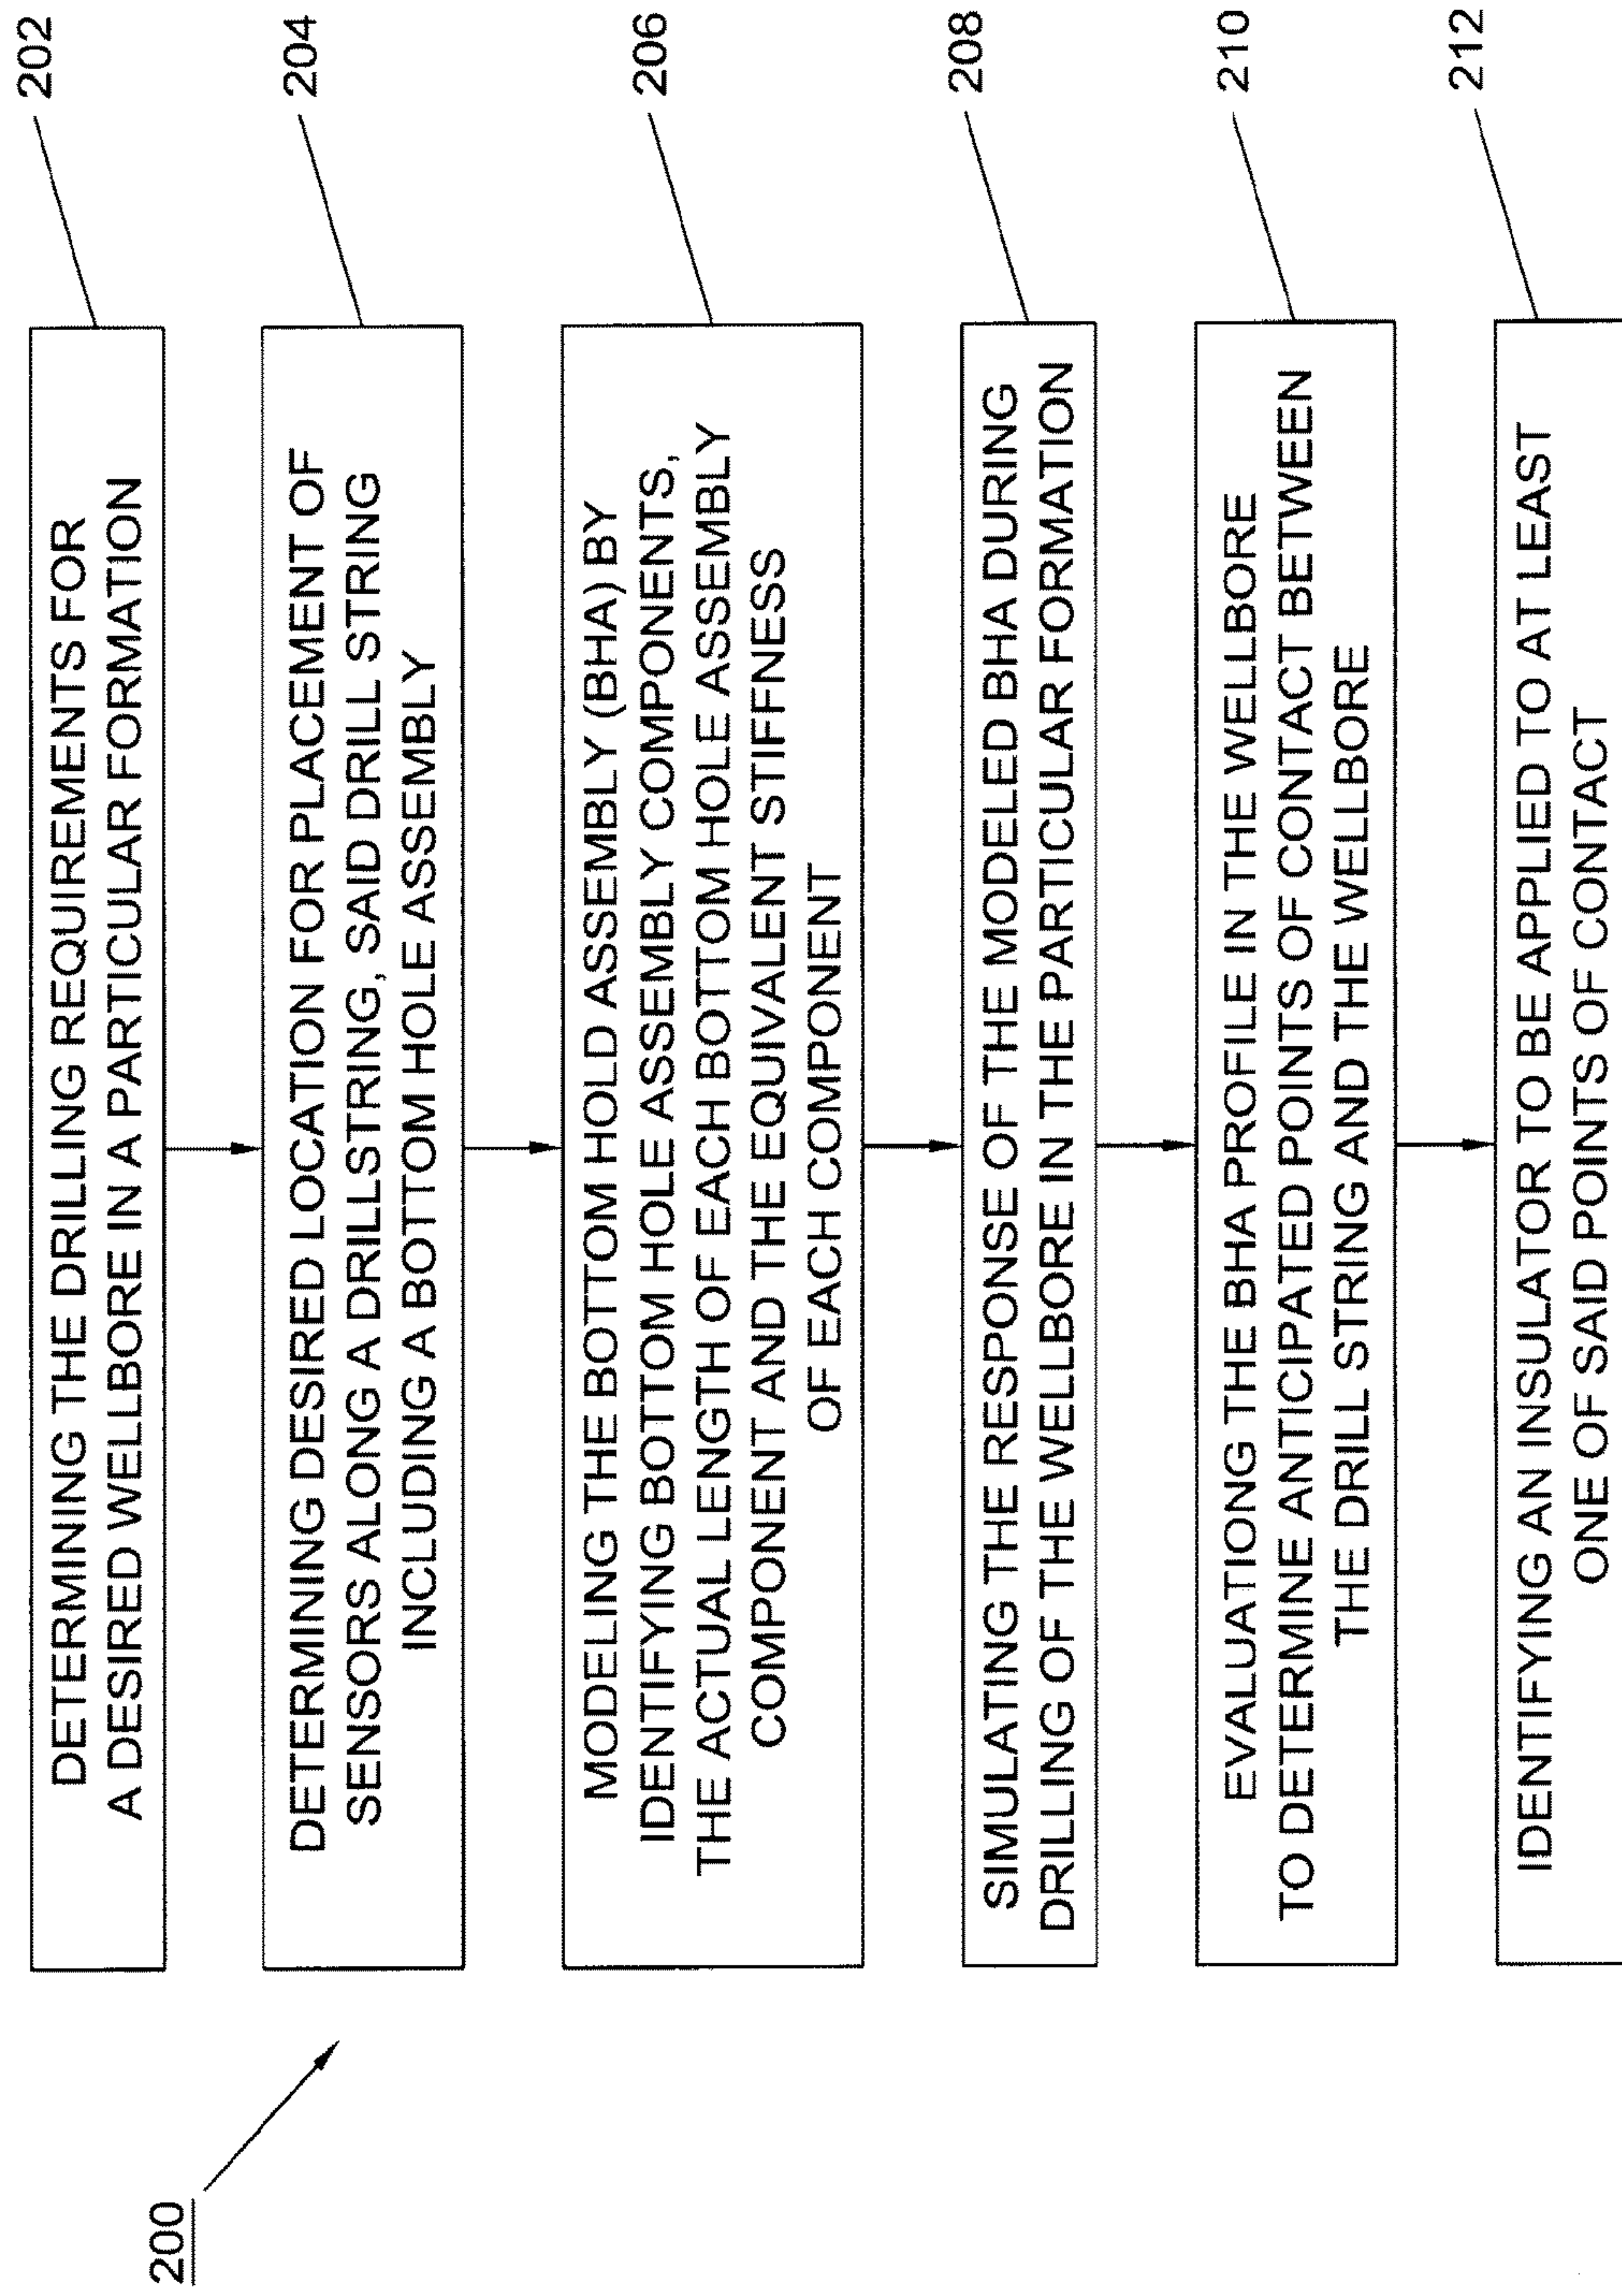 200
202
DETERMINING THE DRILLING REQUIREMENTS FOR
A DESIRED WELLBORE IN A PARTICULAR FORMATION
204
DETERMINING DESIRED LOCATION FOR PLACEMENT OF
SENSORS ALONG A DRILLSTRING, SAID DRILL STRING
INCLUDING A BOTTOM HOLE ASSEMBLY
206
MODELING THE BOTTOM HOLD ASSEMBLY (BHA) BY
IDENTIFYING BOTTOM HOLE ASSEMBLY COMPONENTS,
THE ACTUAL LENGTH OF EACH BOTTOM HOLE ASSEMBLY
COMPONENT AND THE EQUIVALENT STIFFNESS
OF EACH COMPONENT
208
SIMULATING THE RESPONSE OF THE MODELED BHA DURING
DRILLING OF THE WELLBORE IN THE PARTICULAR FORMATION
210
EVALUATIONG THE BHA PROFILE IN THE WELLBORE
TO DETERMINE ANTICIPATED POINTS OF CONTACT BETWEEN
THE DRILL STRING AND THE WELLBORE
212
IDENTIFYING AN INSULATOR TO BE APPLIED TO AT LEAST
ONE OF SAID POINTS OF CONTACT